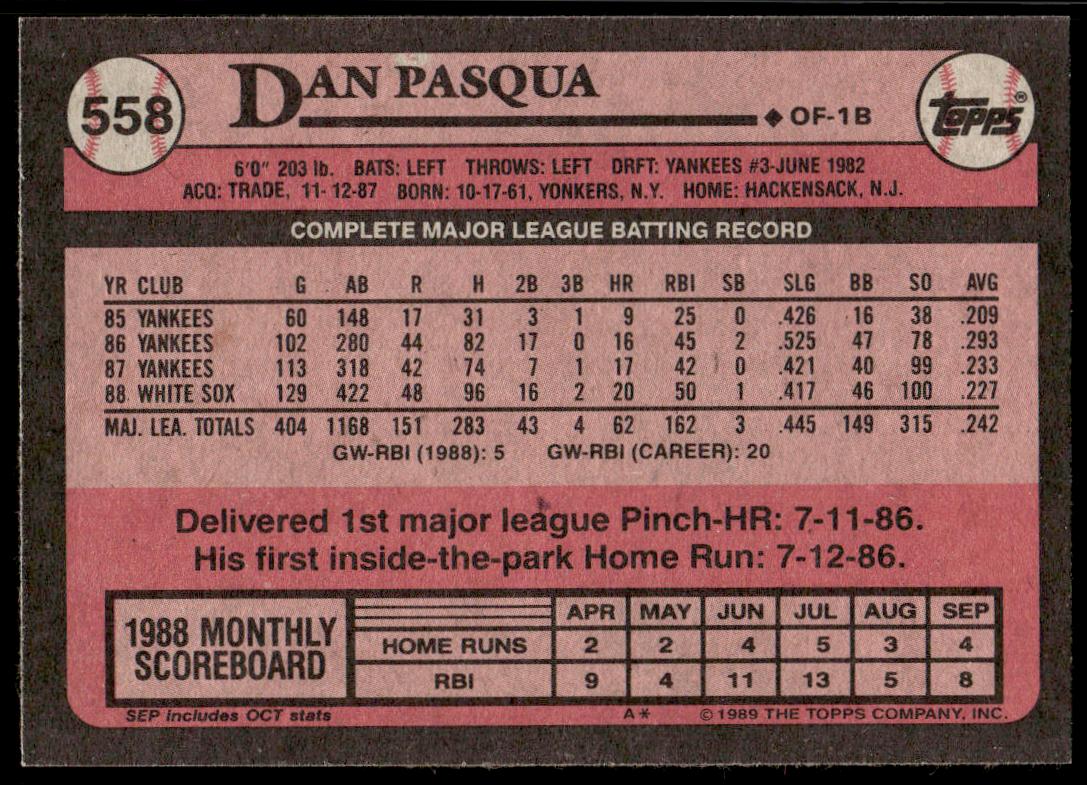 558
DAN PASQUA
◆ OF-1B
TOPPS®
6'0" 203 lb. BATS: LEFT THROWS: LEFT DRFT: YANKEES #3-JUNE 1982
ACQ: TRADE, 11-12-87 BORN: 10-17-61, YONKERS, N.Y. HOME: HACKENSACK, N.J.
COMPLETE MAJOR LEAGUE BATTING RECORD
YR CLUB G AB R H 2B 3B HR RBI SB SLG BB SO AVG
85 YANKEES 60 148 17 31 3 1 9 25 0 .426 16 38 .209
86 YANKEES 102 280 44 82 17 0 16 45 2 .525 47 78 .293
87 YANKEES 113 318 42 74 7 1 17 42 0 .421 40 99 .233
88 WHITE SOX 129 422 48 96 16 2 20 50 1 .417 46 100 .227
MAJ. LEA. TOTALS 404 1168 151 283 43 4 62 162 3 .445 149 315 .242
GW-RBI (1988): 5 GW-RBI (CAREER): 20
Delivered 1st major league Pinch-HR: 7-11-86.
His first inside-the-park Home Run: 7-12-86.
1988 MONTHLY
SCOREBOARD
APR MAY JUN JUL AUG SEP
HOME RUNS 2 2 4 5 3 4
RBI 9 4 11 13 5 8
SEP includes OCT stats
A*
© 1989 THE TOPPS COMPANY, INC.